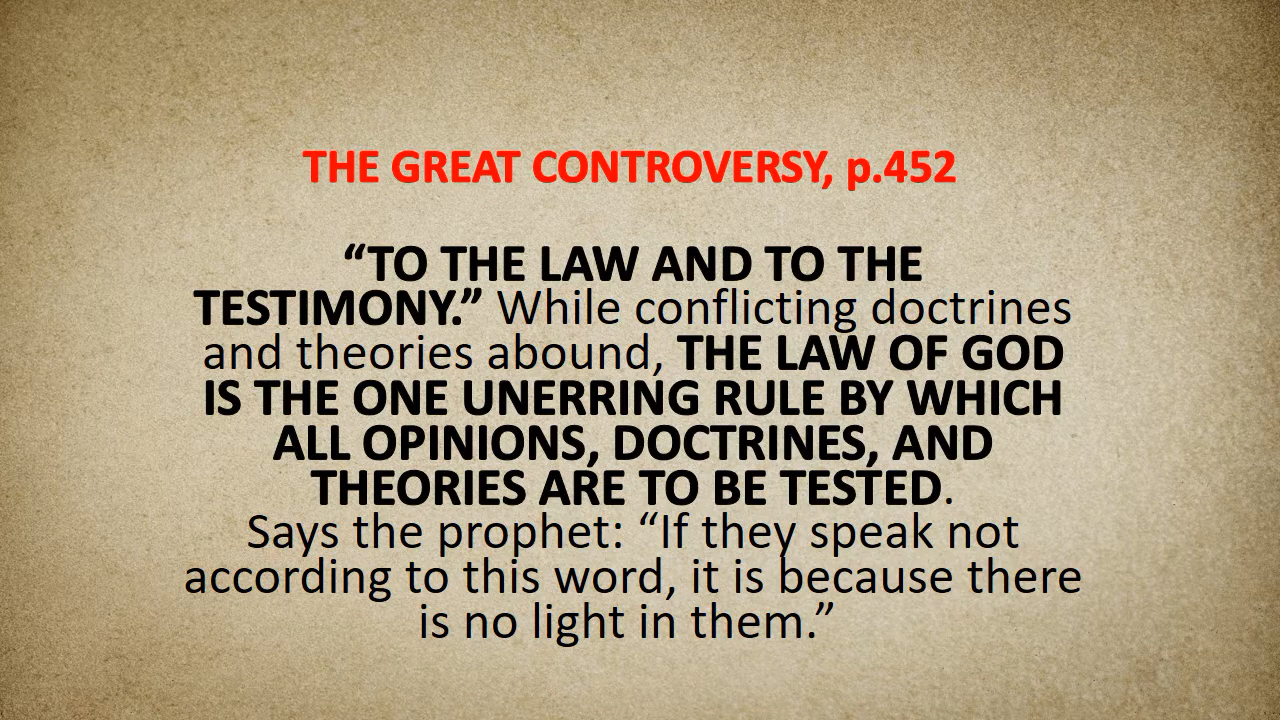 THE GREAT CONTROVERSY, p.452
“TO THE LAW AND TO THE
TESTIMONY.” While conflicting doctrines
and theories abound, THE LAW OF GOD
IS THE ONE UNERRING RULE BY WHICH
ALL OPINIONS, DOCTRINES, AND
THEORIES ARE TO BE TESTED.
Says the prophet: “If they speak not
according to this word, it is because there
is no light in them.”